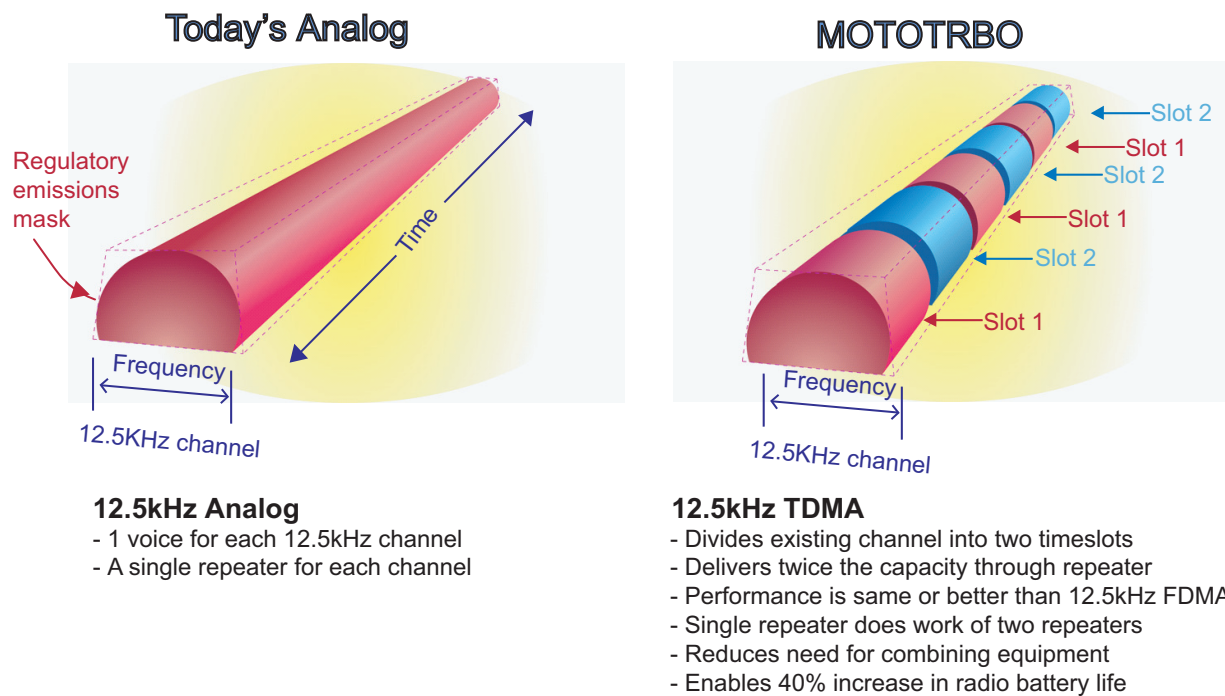 Today's Analog
Regulatory
emissions
mask
Time
Frequency
12.5KHz channel
12.5kHz Analog
- 1 voice for each 12.5kHz channel
- A single repeater for each channel
MOTOTRBO
Slot 2
Slot 1
Slot 2
Slot 1
Slot 2
Slot 1
Frequency
12.5KHz channel
12.5kHz TDMA
- Divides existing channel into two timeslots
- Delivers twice the capacity through repeater
- Performance is same or better than 12.5kHz FDMA
- Single repeater does work of two repeaters
- Reduces need for combining equipment
- Enables 40% increase in radio battery life